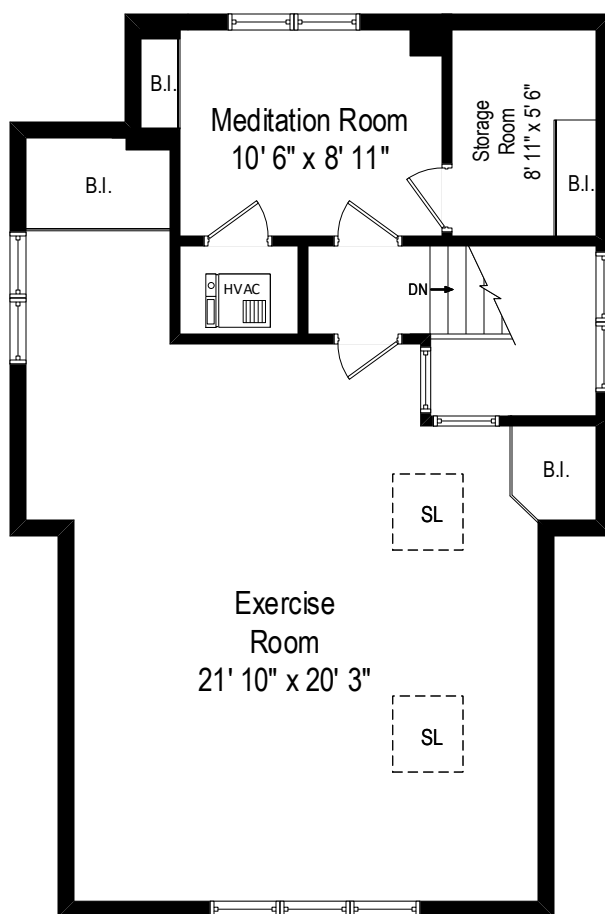 B.I.
Meditation Room
10' 6" x 8' 11"
Storage
Room
8' 11" x 5' 6"
B.I.
B.I.
HVAC
DN
B.I.
SL
Exercise
Room
21' 10" x 20' 3"
SL